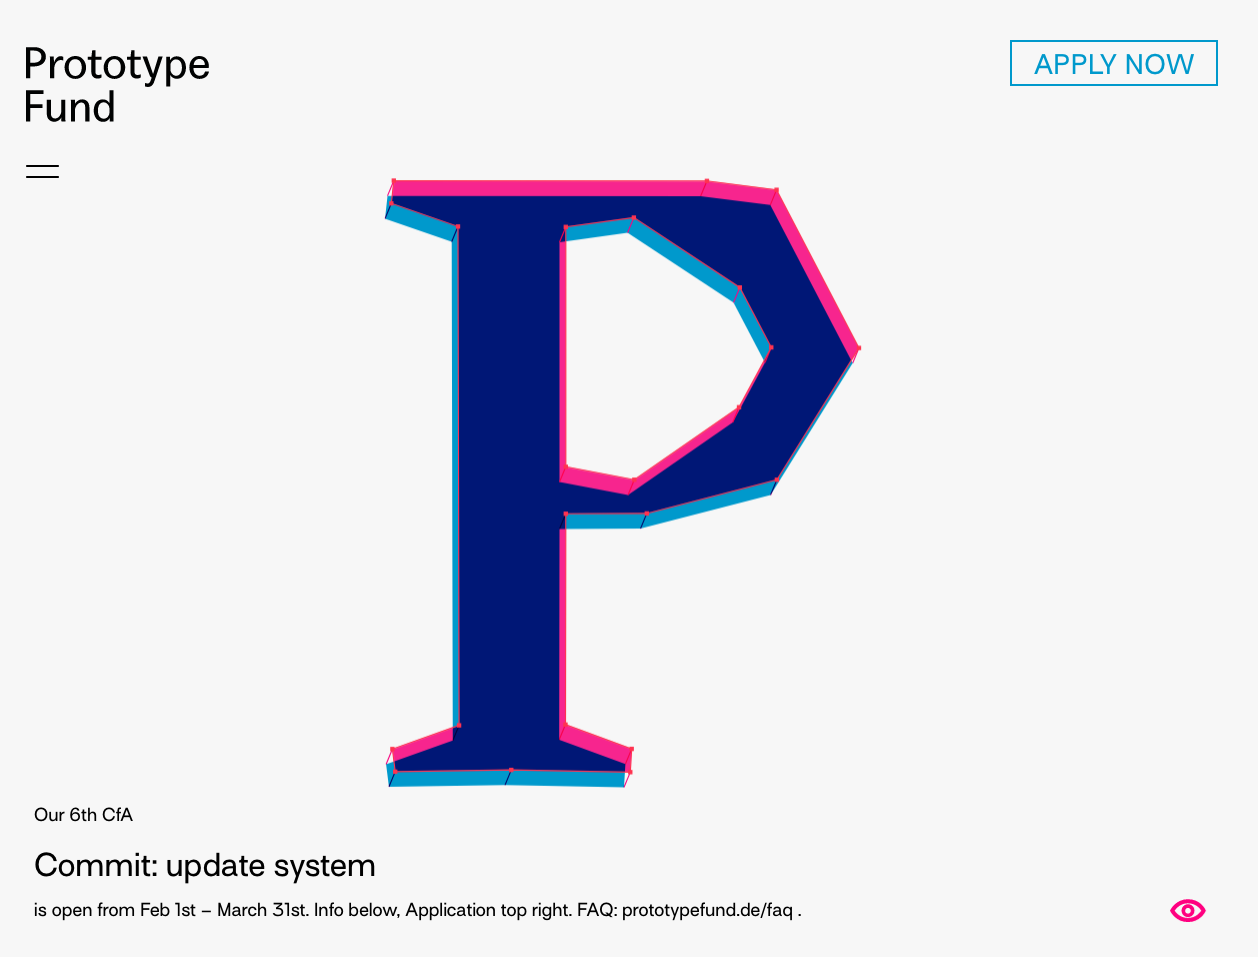 Prototype
Fund
APPLY NOW
P
Our 6th CfA
Commit: update system
is open from Feb 1st – March 31st. Info below, Application top right. FAQ: prototypefund.de/faq .